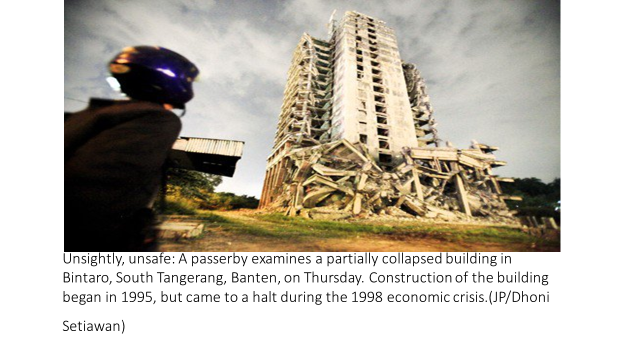 Unsightly, unsafe: A passerby examines a partially collapsed building in
Bintaro, South Tangerang, Banten, on Thursday. Construction of the building
began in 1995, but came to a halt during the 1998 economic crisis.(JP/Dhoni
Setiawan)